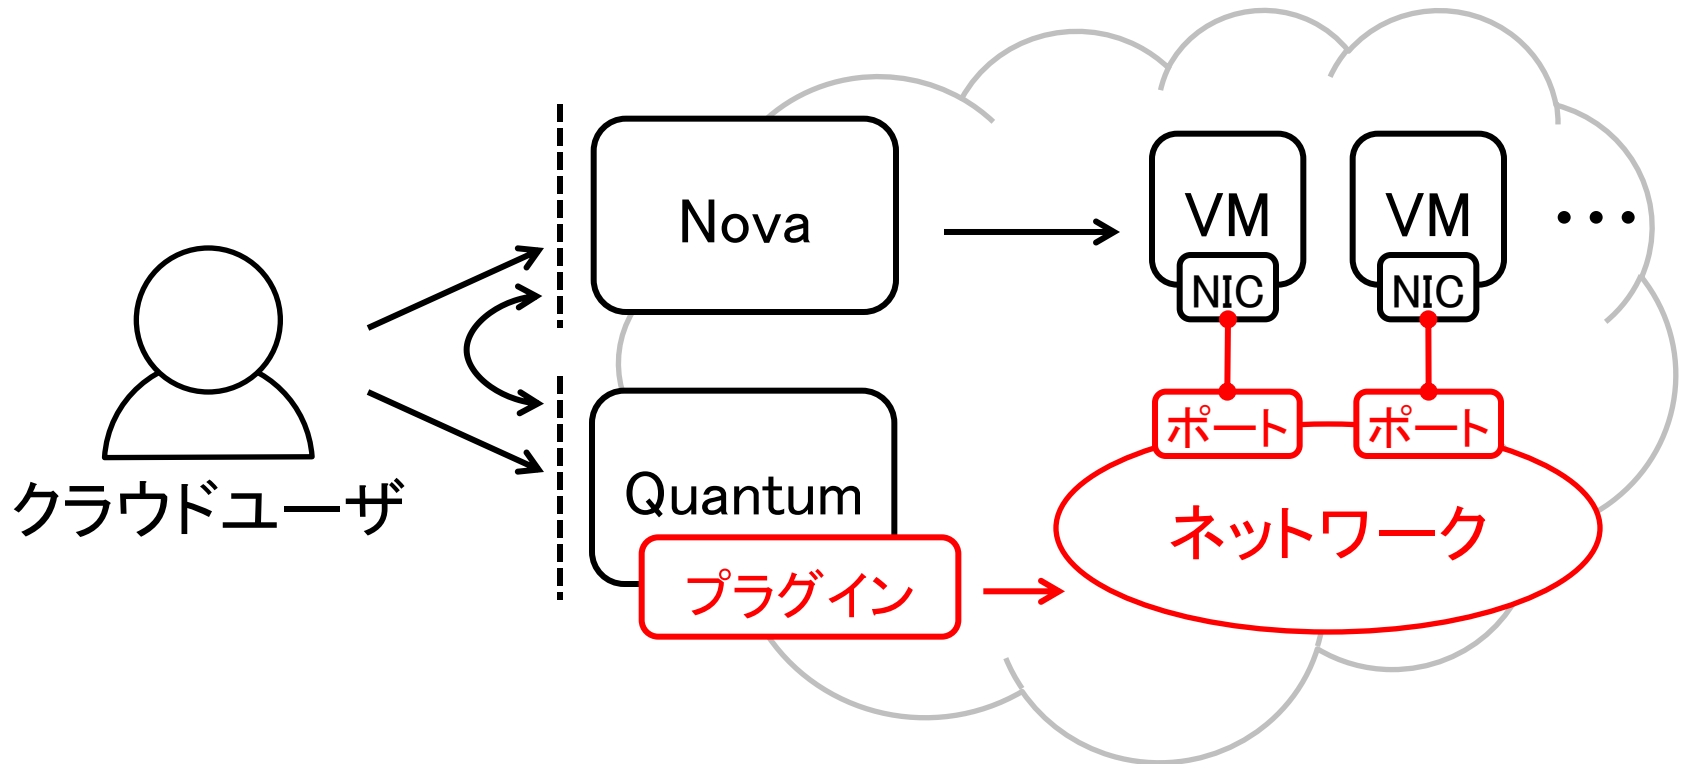 Nova
VM
VM
・・・
NIC
NIC
ポート
ポート
クラウドユーザ
Quantum
ネットワーク
プラグイン